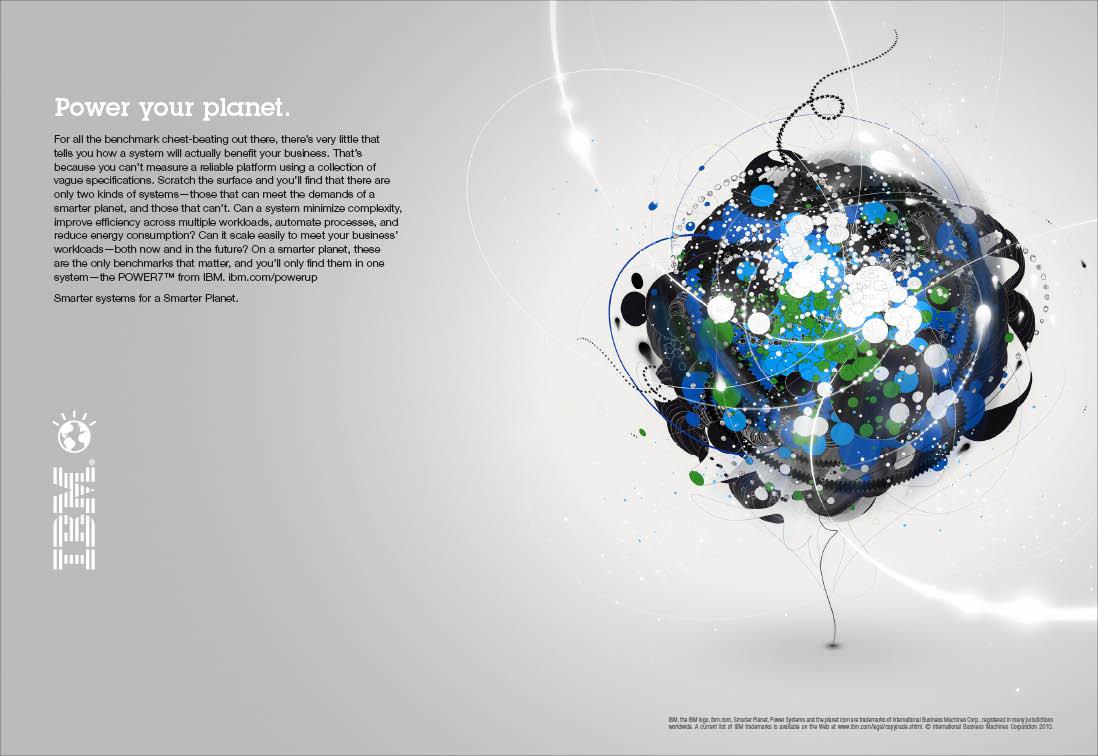 Power your planet.
For all the benchmark chest-beating out there, there's very little that
tells you how a system will actually benefit your business. That's
because you can't measure a reliable platform using a collection of
vague specifications. Scratch the surface and you'll find that there are
only two kinds of systems—those that can meet the demands of a
smarter planet, and those that can't. Can a system minimize complexity,
improve efficiency across multiple workloads, automate processes, and
reduce energy consumption? Can it scale easily to meet your business'
workloads—both now and in the future? On a smarter planet, these
are the only benchmarks that matter, and you'll only find them in one
system—the POWER7™ from IBM. ibm.com/powerup
Smarter systems for a Smarter Planet.
IBM®
IBM, the IBM logo, ibm.com, Smarter Planet, Power Systems and the planet icon are trademarks of International Business Machines Corp., registered in many jurisdictions
worldwide. A current list of IBM trademarks is available on the Web at www.ibm.com/legal/copytrade.shtml. © International Business Machines Corporation 2010.